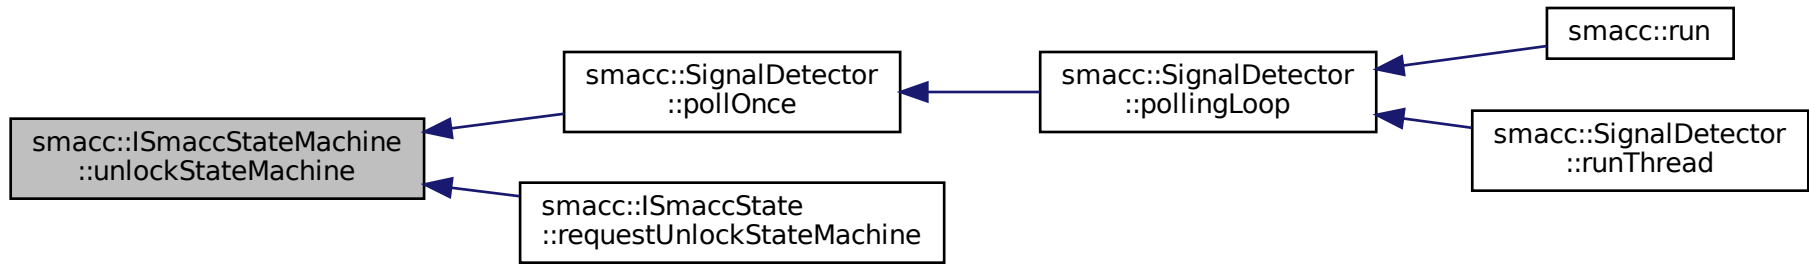 smacc::ISmaccStateMachine
::unlockStateMachine
smacc::SignalDetector
::pollOnce
smacc::ISmaccState
::requestUnlockStateMachine
smacc::SignalDetector
::pollingLoop
smacc::run
smacc::SignalDetector
::runThread